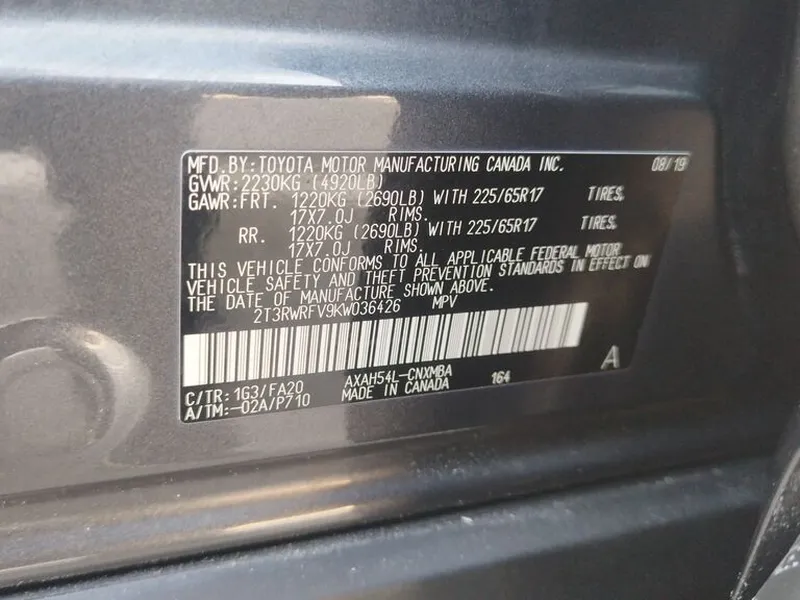 MFD. BY: TOYOTA MOTOR MANUFACTURING CANADA INC. 08/19
GVWR: 2230KG (4920LB)
GAWR: FRT. 1220KG (2690LB) WITH 225/65R17 TIRES,
17X7.0J RIMS.
RR. 1220KG (2690LB) WITH 225/65R17 TIRES,
17X7.0J RIMS.
THIS VEHICLE CONFORMS TO ALL APPLICABLE FEDERAL MOTOR
VEHICLE SAFETY AND THEFT PREVENTION STANDARDS IN EFFECT ON
THE DATE OF MANUFACTURE SHOWN ABOVE.
2T3RWRFV9KW036426 MPV
C/TR: 1G3/FA20 AXAH54L-CNXMBA 164 A
A/TM: -02A/P710 MADE IN CANADA